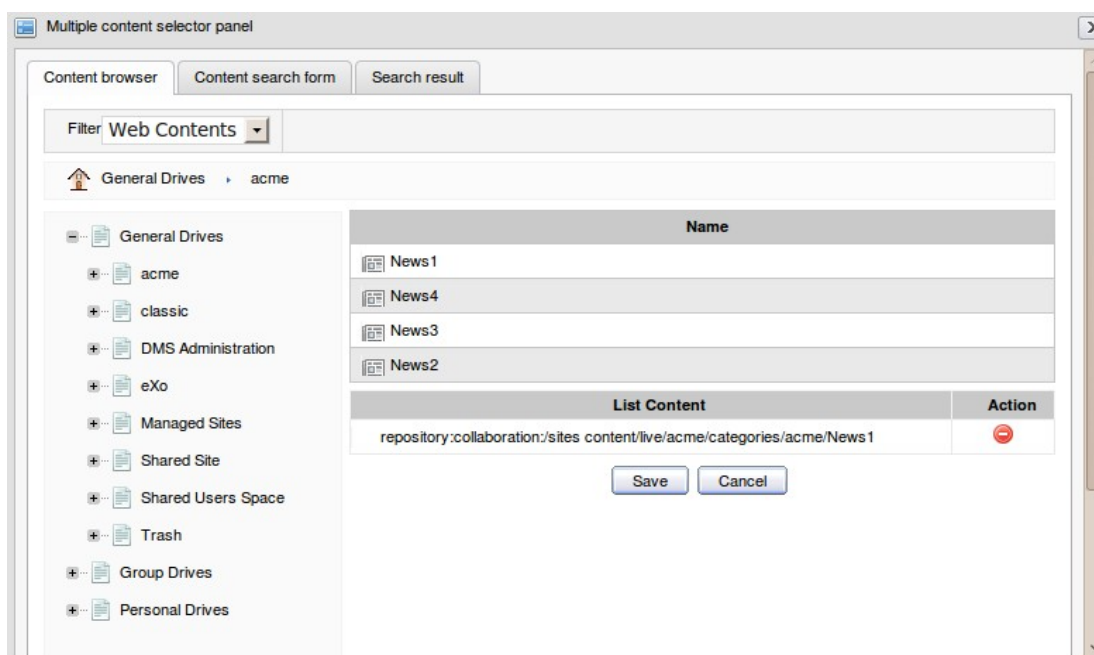 Multiple content selector panel
Content browser
Content search form
Search result
Filter Web Contents
General Drives acme
General Drives
acme
classic
DMS Administration
eXo
Managed Sites
Shared Site
Shared Users Space
Trash
Group Drives
Personal Drives
Name
News1
News4
News3
News2
List Content Action
repository:collaboration:/sites content/live/acme/categories/acme/News1
Save Cancel